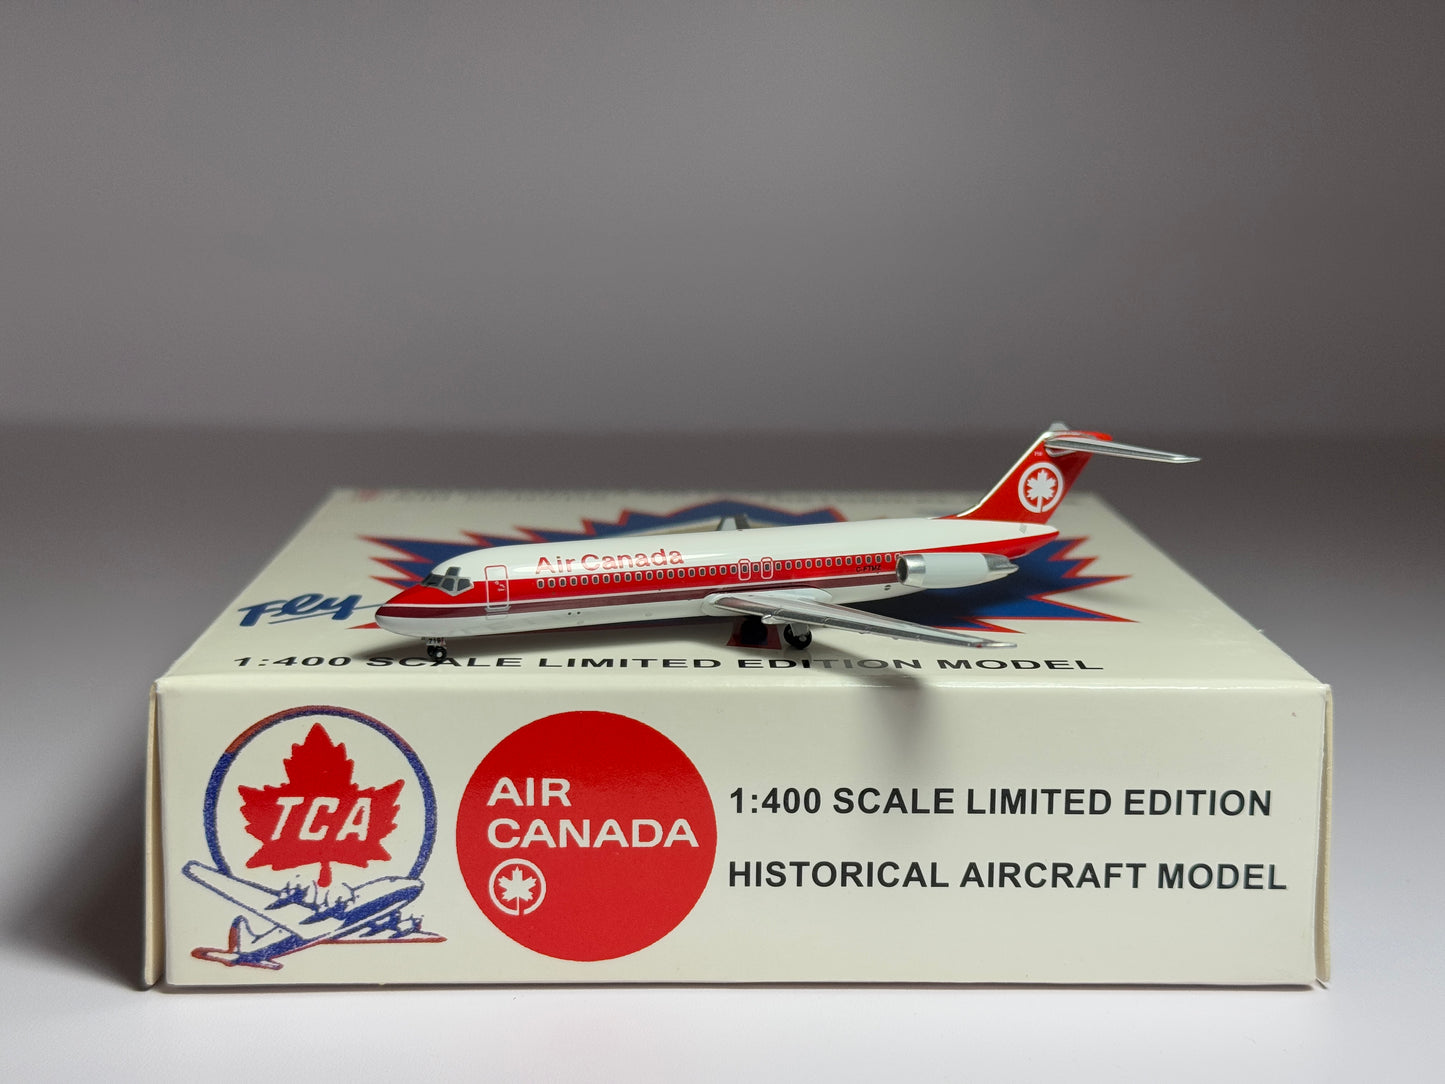 Air Canada
C-FTMZ
Fly
1:400 SCALE LIMITED EDITION MODEL
TCA
AIR
CANADA
1:400 SCALE LIMITED EDITION
HISTORICAL AIRCRAFT MODEL